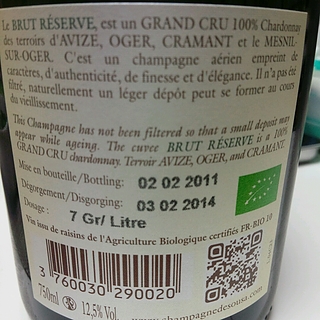 Le BRUT RÉSERVE, est un GRAND CRU 100% Chardonnay
des terroirs d'AVIZE, OGER, CRAMANT et le MESNIL-
SUR-OGER. C'est un champagne aérien empreint de
caractères, d'authenticité, de finesse et d'élégance. Il n'a pas été
filtré, naturellement un léger dépôt peut se former au cours
du vieillissement.
This Champagne has not been filtered so that a small deposit may
appear while ageing. The cuvee BRUT RÉSERVE is a 100%
GRAND CRU chardonnay. Terroir AVIZE, OGER, and CRAMANT.
Mise en bouteille/Bottling: 02 02 2011
Dégorgement/Disgorging: 03 02 2014
Dosage : 7 Gr/ Litre
Vin issu de raisins de l'Agriculture Biologique certifiés FR-BIO 10
3 760030 290020
750ml 12,5% Vol.
www.champagnedesousa.com